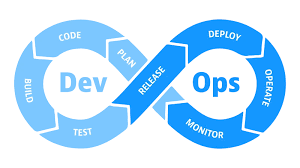 CODE
PLAN
BUILD
Dev
TEST
RELEASE
DEPLOY
Ops
OPERATE
MONITOR